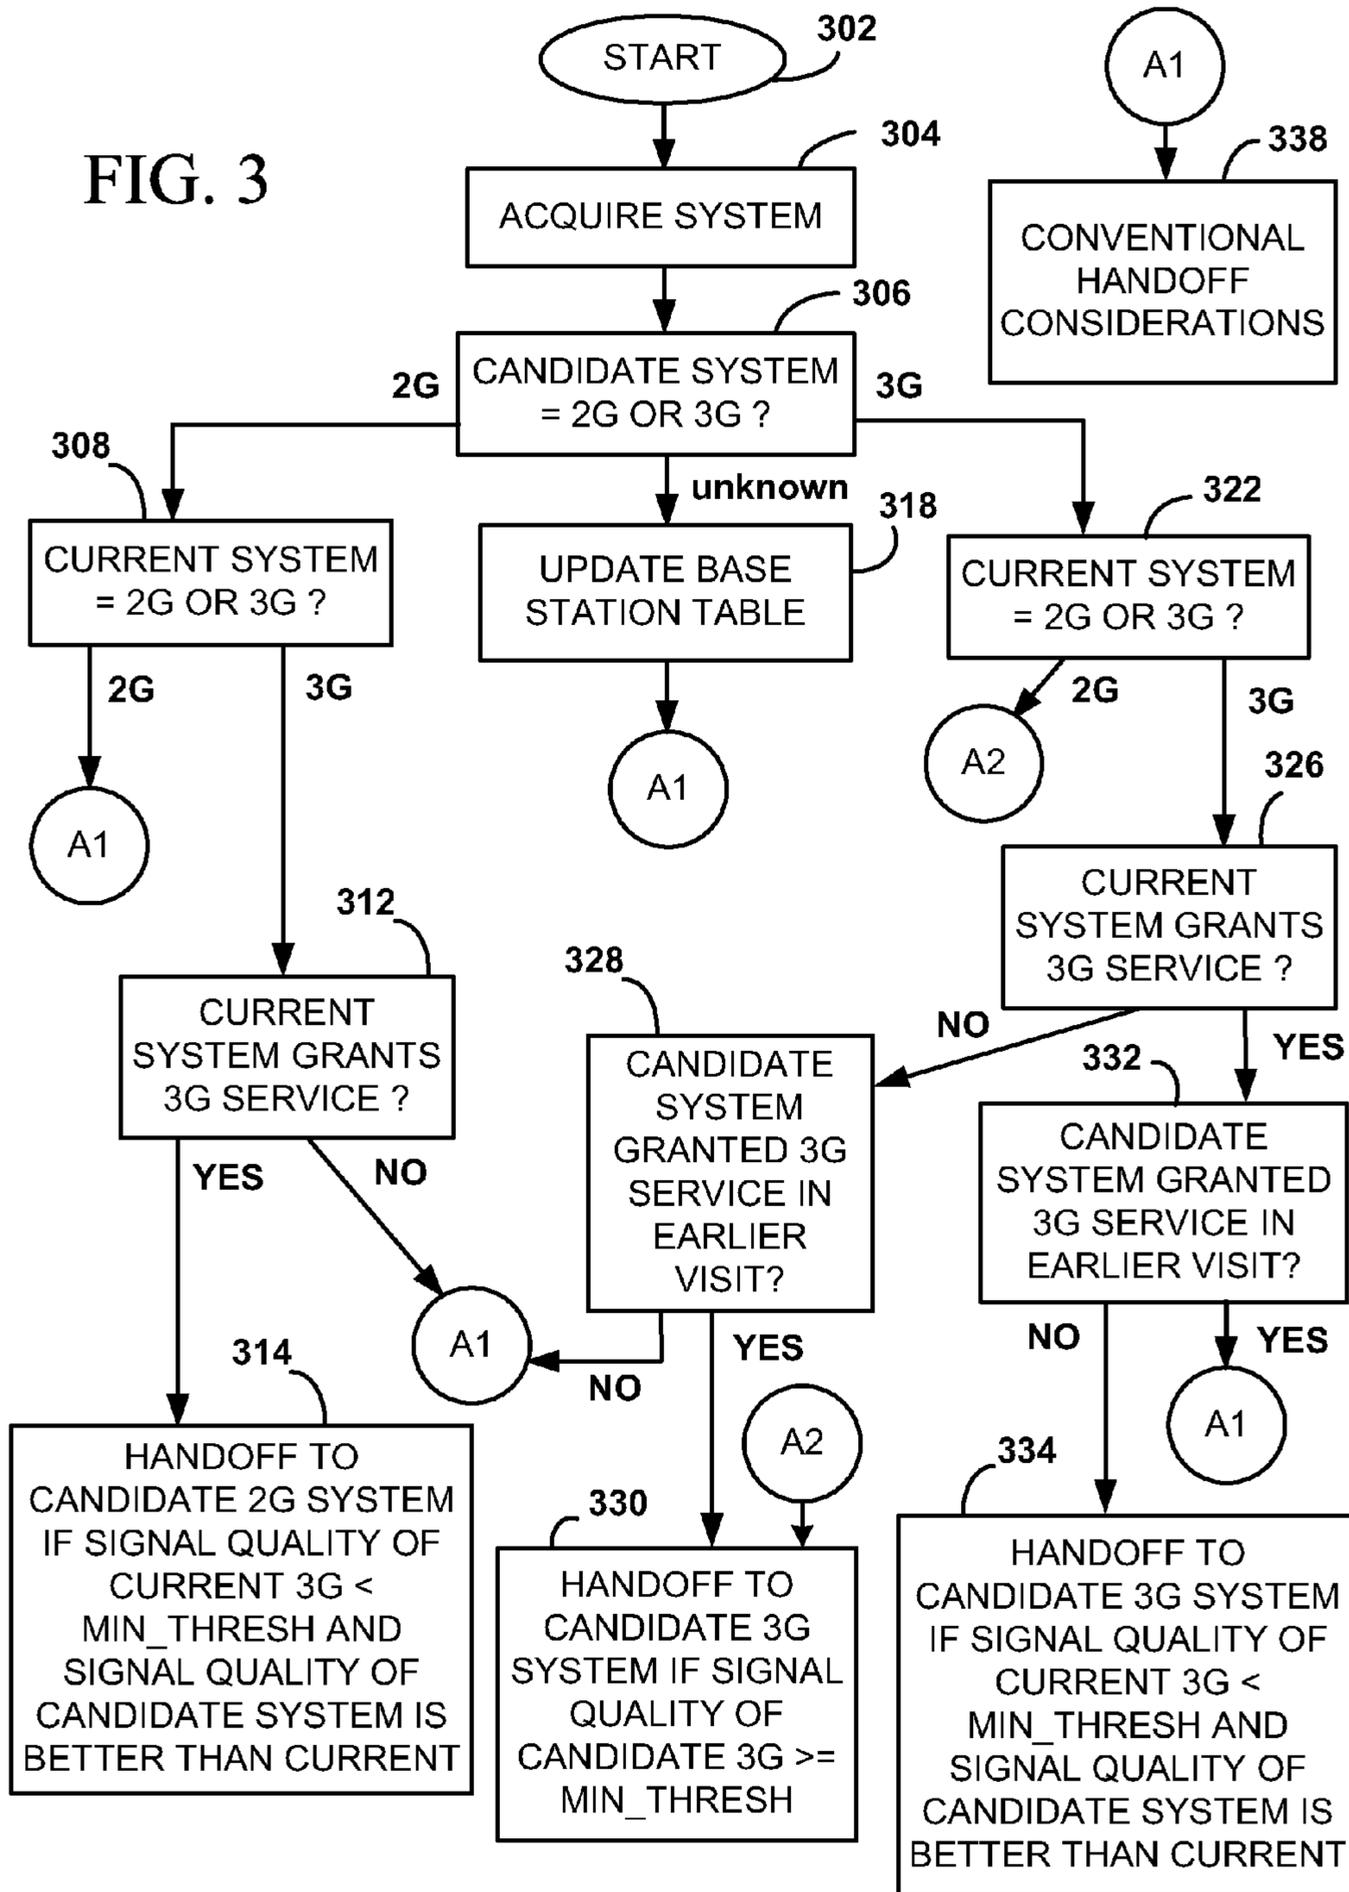 FIG. 3
START
302
304
ACQUIRE SYSTEM
A1
338
CONVENTIONAL
HANDOFF
CONSIDERATIONS
306
CANDIDATE SYSTEM
= 2G OR 3G ?
2G
3G
unknown
308
CURRENT SYSTEM
= 2G OR 3G ?
2G
3G
A1
318
UPDATE BASE
STATION TABLE
A1
322
CURRENT SYSTEM
= 2G OR 3G ?
2G
3G
A2
326
CURRENT
SYSTEM GRANTS
3G SERVICE ?
NO
YES
312
CURRENT
SYSTEM GRANTS
3G SERVICE ?
YES
NO
A1
328
CANDIDATE
SYSTEM
GRANTED 3G
SERVICE IN
EARLIER
VISIT?
NO
YES
332
CANDIDATE
SYSTEM GRANTED
3G SERVICE IN
EARLIER VISIT?
NO
YES
A1
314
HANDOFF TO
CANDIDATE 2G SYSTEM
IF SIGNAL QUALITY OF
CURRENT 3G <
MIN_THRESH AND
SIGNAL QUALITY OF
CANDIDATE SYSTEM IS
BETTER THAN CURRENT
A2
330
HANDOFF TO
CANDIDATE 3G
SYSTEM IF SIGNAL
QUALITY OF
CANDIDATE 3G >=
MIN_THRESH
334
HANDOFF TO
CANDIDATE 3G SYSTEM
IF SIGNAL QUALITY OF
CURRENT 3G <
MIN_THRESH AND
SIGNAL QUALITY OF
CANDIDATE SYSTEM IS
BETTER THAN CURRENT